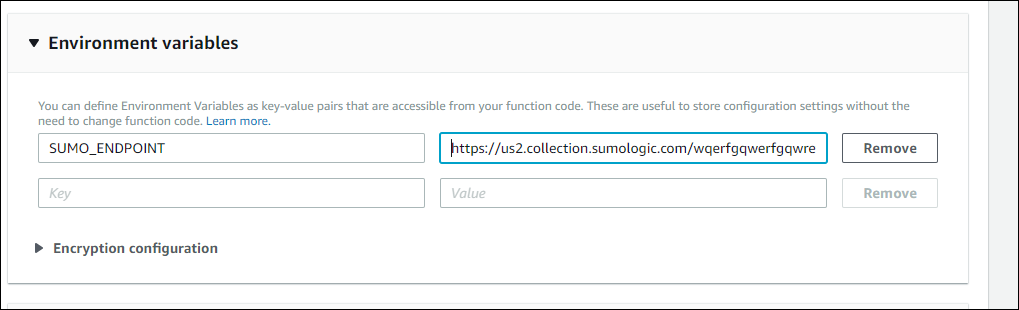 Environment variables
You can define Environment Variables as key-value pairs that are accessible from your function code. These are useful to store configuration settings without the
need to change function code. Learn more.
SUMO_ENDPOINT https://us2.collection.sumologic.com/wqerfgqwerfgqwre Remove
Key Value Remove
Encryption configuration